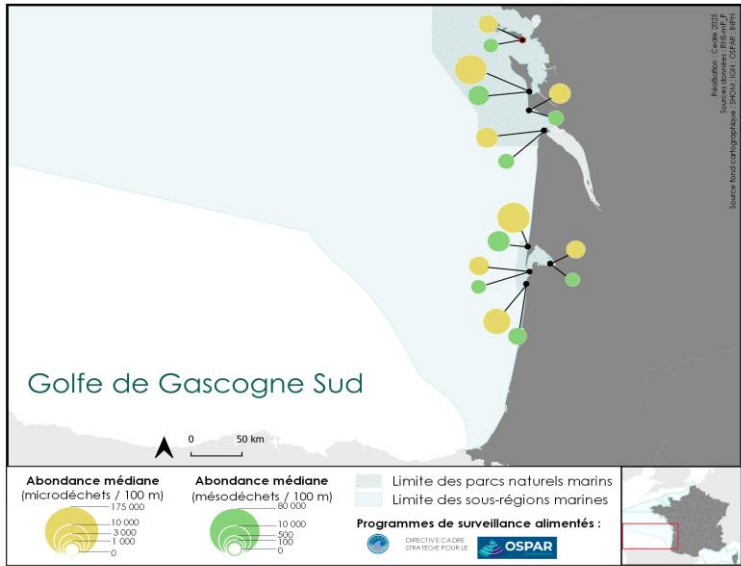 Réalisation : Cedre 2025
Sources données : RNS-mP_P
Source fond cartographique : SHOM ; IGN ; OSPAR ; INPN
Golfe de Gascogne Sud
0 50 km
Abondance médiane
(microdéchets / 100 m)
175 000
10 000
3 000
1 000
0
Abondance médiane
(mésodéchets / 100 m)
80 000
10 000
500
100
0
Limite des parcs naturels marins
Limite des sous-régions marines
Programmes de surveillance alimentés :
DIRECTIVE CADRE
STRATÉGIE POUR LE
OSPAR